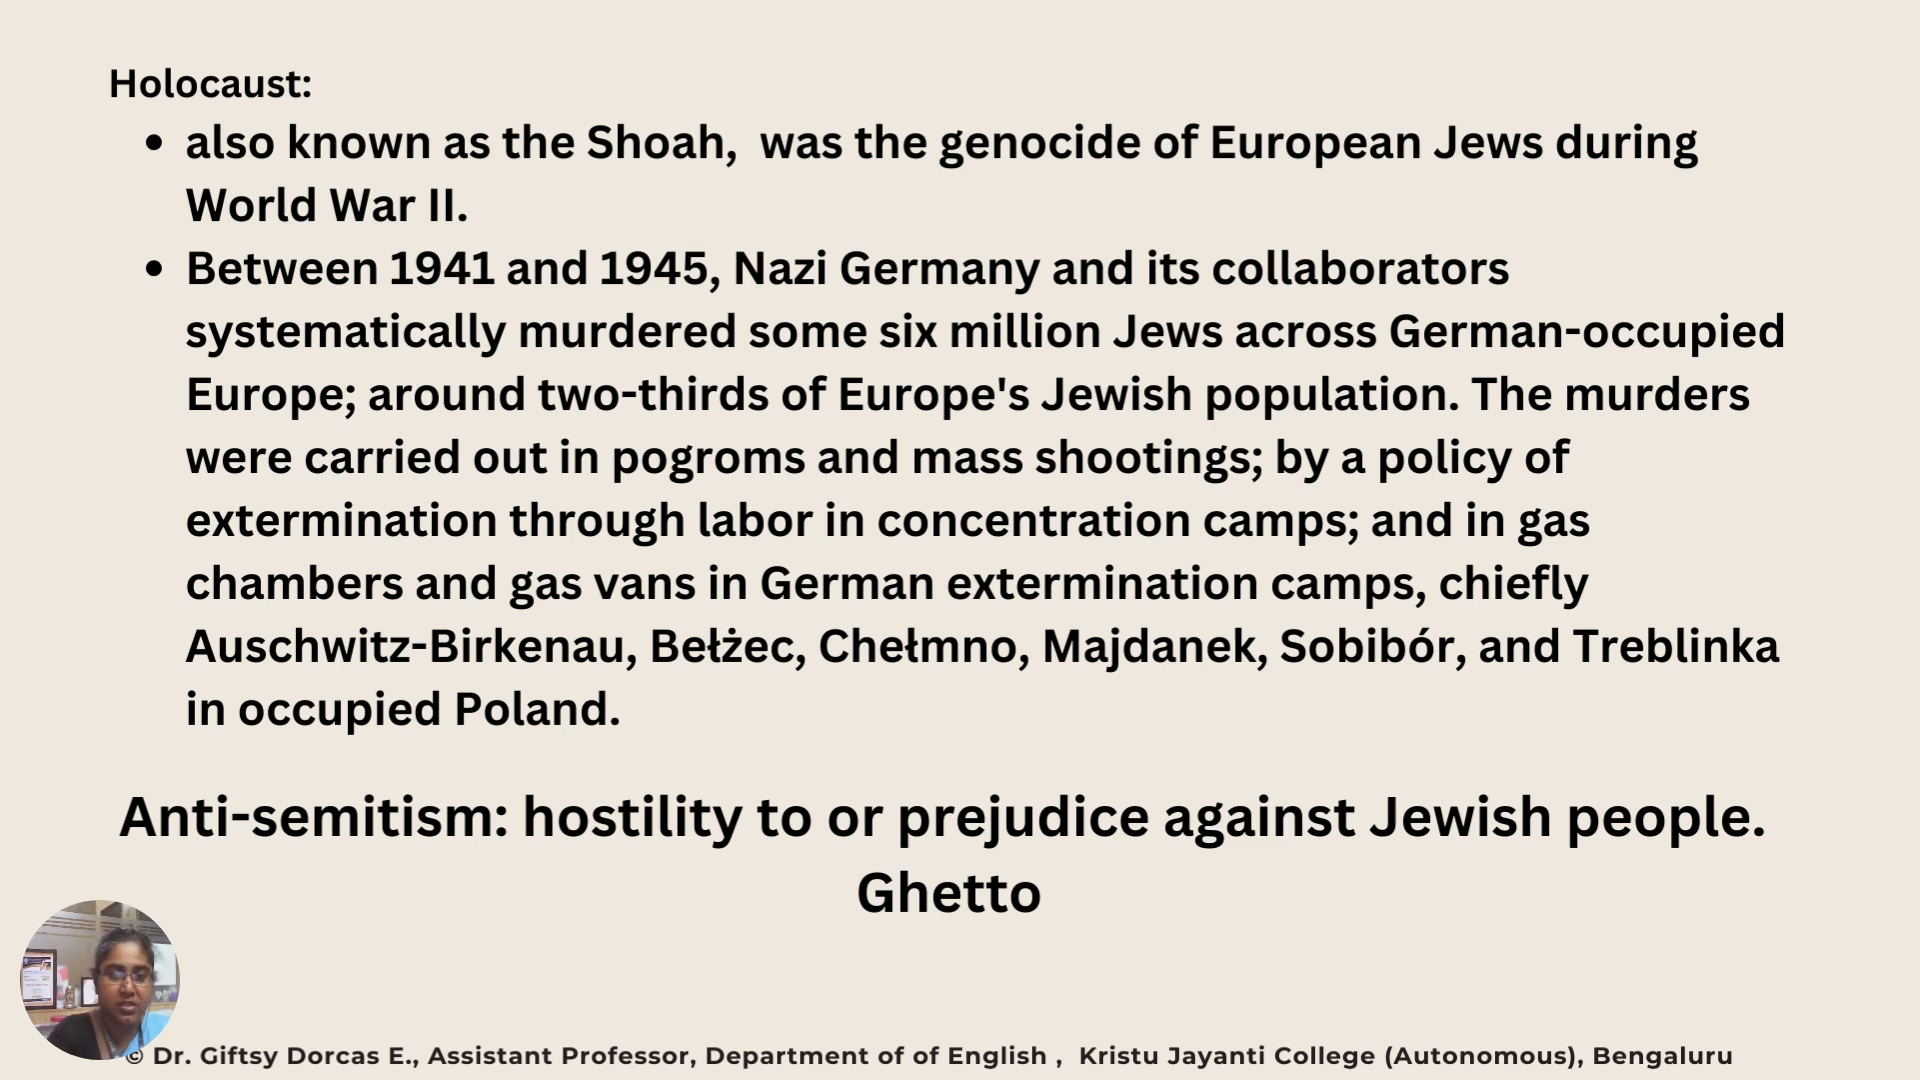 Holocaust:
• also known as the Shoah,  was the genocide of European Jews during
World War II.
• Between 1941 and 1945, Nazi Germany and its collaborators
systematically murdered some six million Jews across German-occupied
Europe; around two-thirds of Europe's Jewish population. The murders
were carried out in pogroms and mass shootings; by a policy of
extermination through labor in concentration camps; and in gas
chambers and gas vans in German extermination camps, chiefly
Auschwitz-Birkenau, Bełżec, Chełmno, Majdanek, Sobibór, and Treblinka
in occupied Poland.
Anti-semitism: hostility to or prejudice against Jewish people.
Ghetto
© Dr. Giftsy Dorcas E., Assistant Professor, Department of of English ,  Kristu Jayanti College (Autonomous), Bengaluru